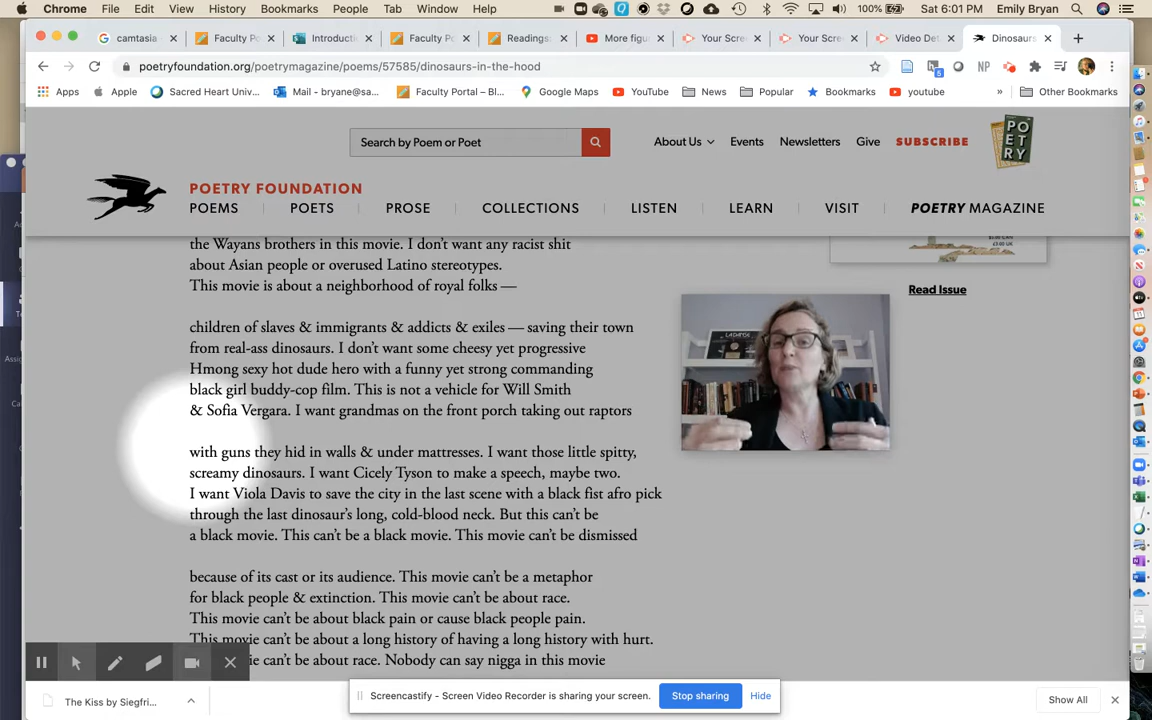 Chrome File Edit View History Bookmarks People Tab Window Help 100% Sat 6:01 PM Emily Bryan
camtasia Faculty Po Introducti Faculty Po Readings: More figu Your Scre Your Scre Video Det Dinosaurs
poetryfoundation.org/poetrymagazine/poems/57585/dinosaurs-in-the-hood
Apps Apple Sacred Heart Univ... Mail - bryane@sa... Faculty Portal – Bl... Google Maps YouTube News Popular Bookmarks youtube » Other Bookmarks
Search by Poem or Poet About Us Events Newsletters Give SUBSCRIBE
POETRY
POETRY FOUNDATION
POEMS POETS PROSE COLLECTIONS LISTEN LEARN VISIT POETRY MAGAZINE
the Wayans brothers in this movie. I don’t want any racist shit
about Asian people or overused Latino stereotypes.
This movie is about a neighborhood of royal folks —
Read Issue
children of slaves & immigrants & addicts & exiles — saving their town
from real-ass dinosaurs. I don’t want some cheesy yet progressive
Hmong sexy hot dude hero with a funny yet strong commanding
black girl buddy-cop film. This is not a vehicle for Will Smith
& Sofia Vergara. I want grandmas on the front porch taking out raptors
with guns they hid in walls & under mattresses. I want those little spitty,
screamy dinosaurs. I want Cicely Tyson to make a speech, maybe two.
I want Viola Davis to save the city in the last scene with a black fist afro pick
through the last dinosaur’s long, cold-blood neck. But this can’t be
a black movie. This can’t be a black movie. This movie can’t be dismissed
because of its cast or its audience. This movie can’t be a metaphor
for black people & extinction. This movie can’t be about race.
This movie can’t be about black pain or cause black people pain.
This movie can’t be about a long history of having a long history with hurt.
ie can’t be about race. Nobody can say nigga in this movie
Screencastify - Screen Video Recorder is sharing your screen. Stop sharing Hide
The Kiss by Siegfri... Show All